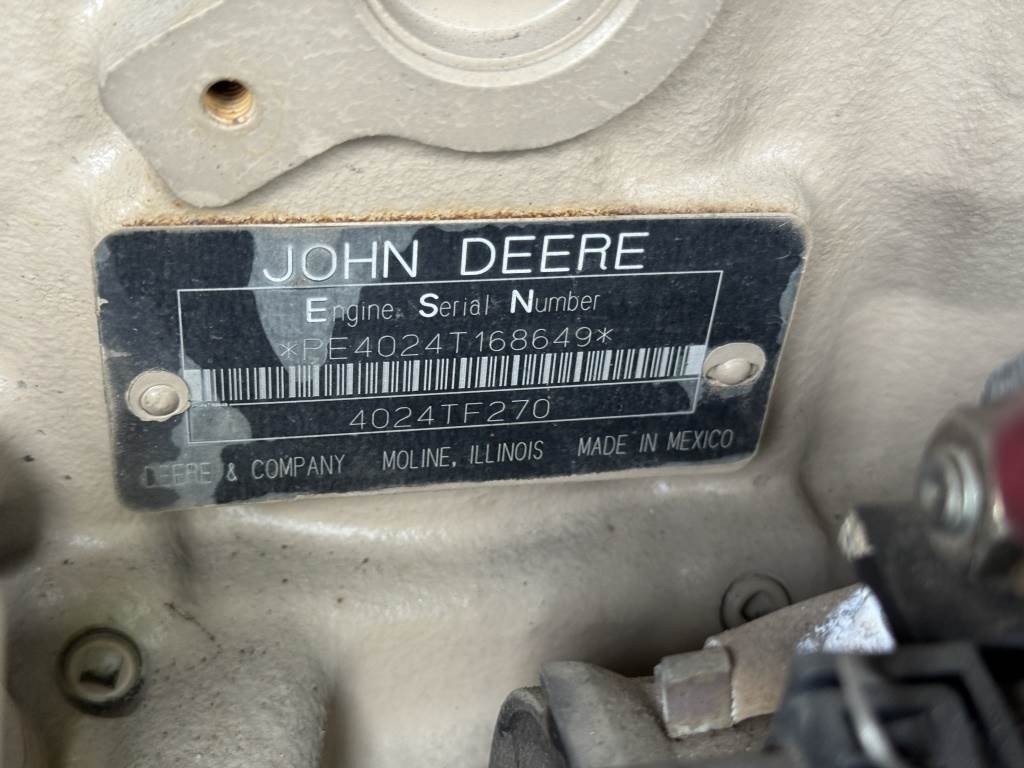 JOHN DEERE
Engine Serial Number
*PE4024T168649*
4024TF270
DEERE & COMPANY MOLINE, ILLINOIS MADE IN MEXICO